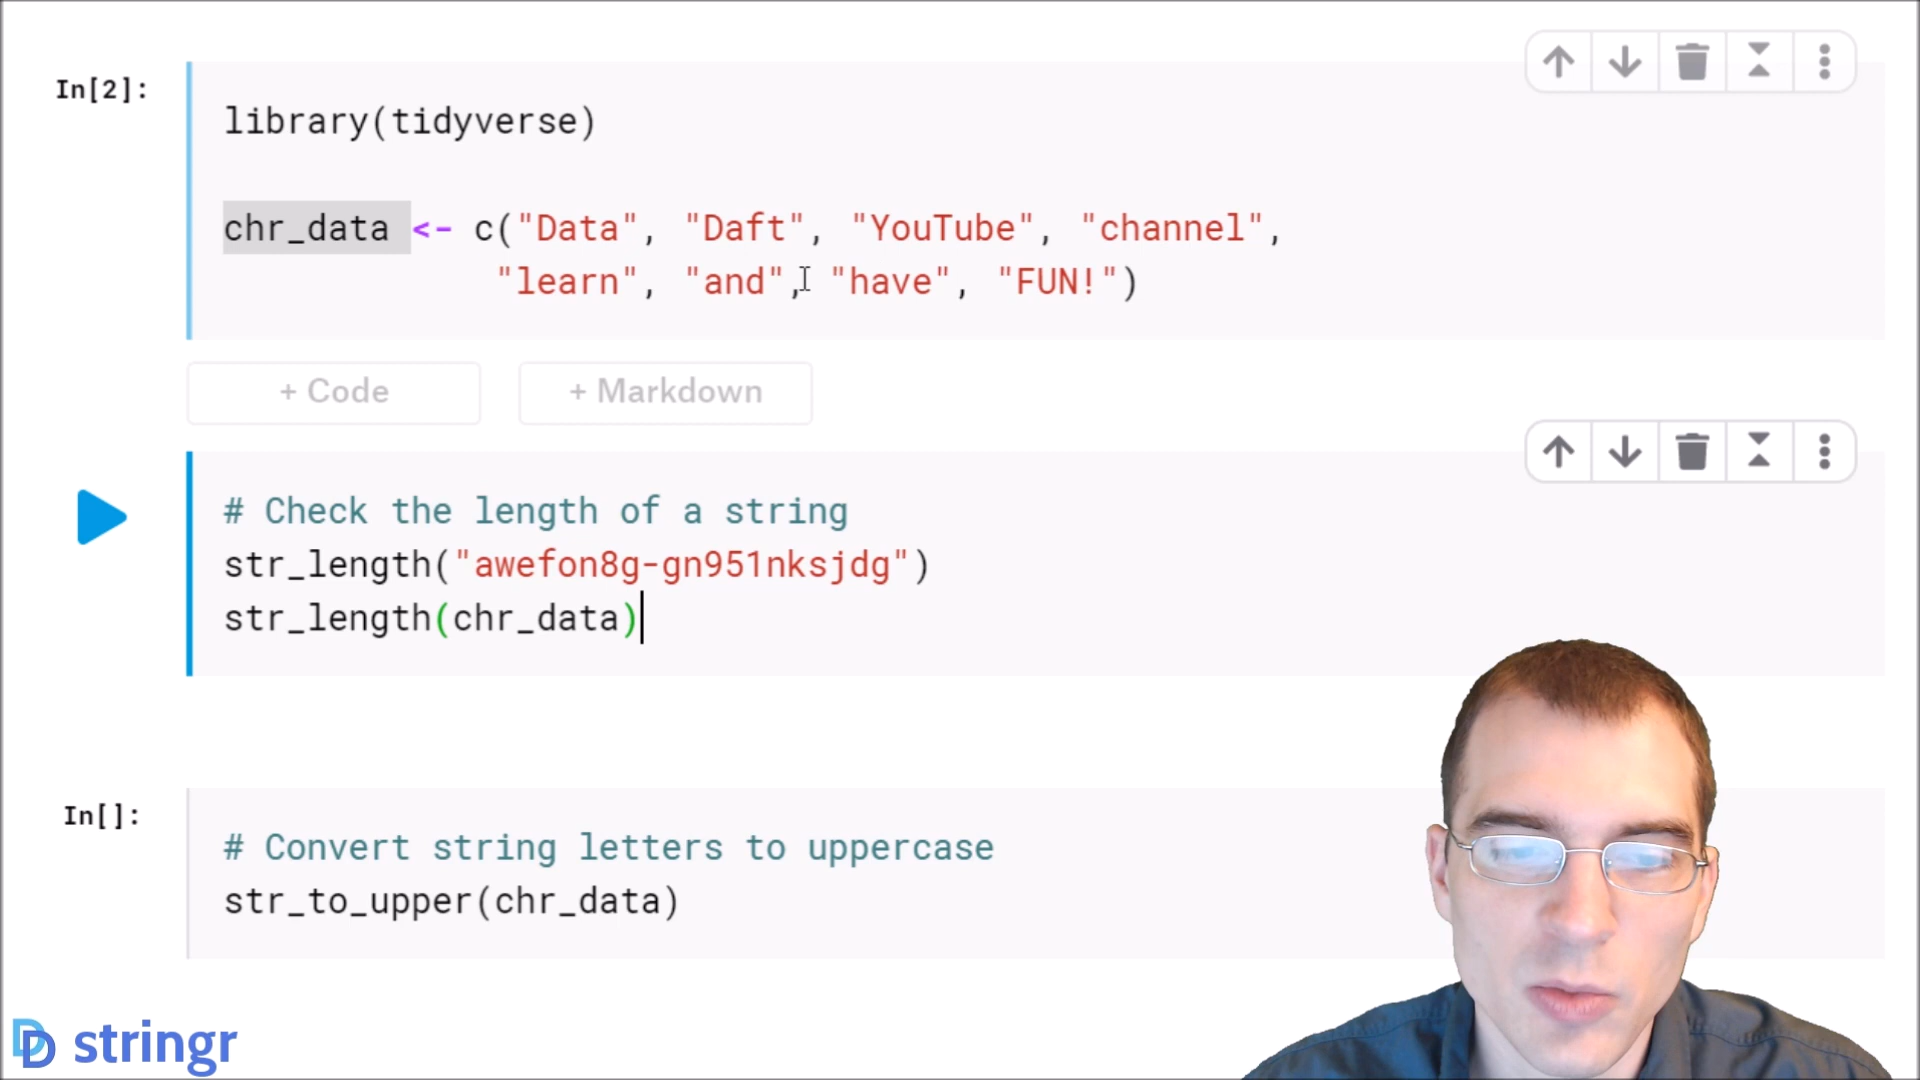 In[2]:
library(tidyverse)
chr_data <- c("Data", "Daft", "YouTube", "channel",
"learn", "and", "have", "FUN!")
+ Code
+ Markdown
# Check the length of a string
str_length("awefon8g-gn951nksjdg")
str_length(chr_data)
In[]:
# Convert string letters to uppercase
str_to_upper(chr_data)
DD stringr